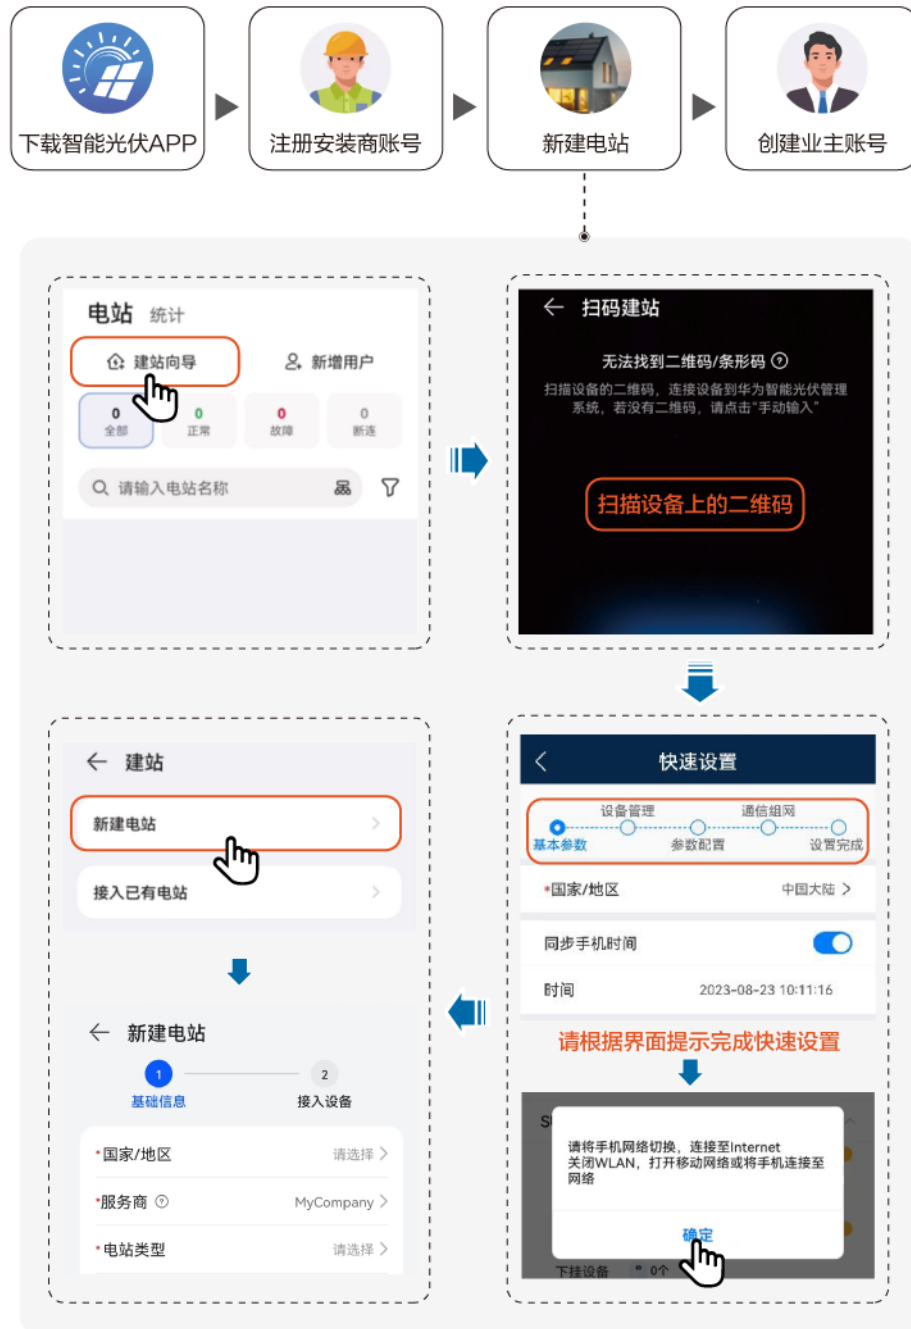 下载智能光伏APP
注册安装商账号
新建电站
创建业主账号
电站 统计
建站向导 新增用户
0 0 0 0
全部 正常 故障 断连
请输入电站名称
扫码建站
无法找到二维码/条形码
扫描设备的二维码，连接设备到华为智能光伏管理
系统，若没有二维码，请点击“手动输入”
扫描设备上的二维码
快速设置
设备管理 通信组网
基本参数 参数配置 设置完成
*国家/地区 中国大陆
同步手机时间
时间 2023-08-23 10:11:16
请根据界面提示完成快速设置
请将手机网络切换，连接至Internet
关闭WLAN，打开移动网络或将手机连接至
网络
确定
下挂设备 0个
建站
新建电站
接入已有电站
新建电站
1 2
基础信息 接入设备
*国家/地区 请选择
*服务商 MyCompany
*电站类型 请选择